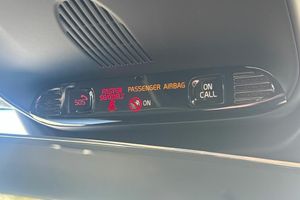 FASTEN
SEATBELT
PASSENGER AIRBAG
ON
SOS
ON
CALL